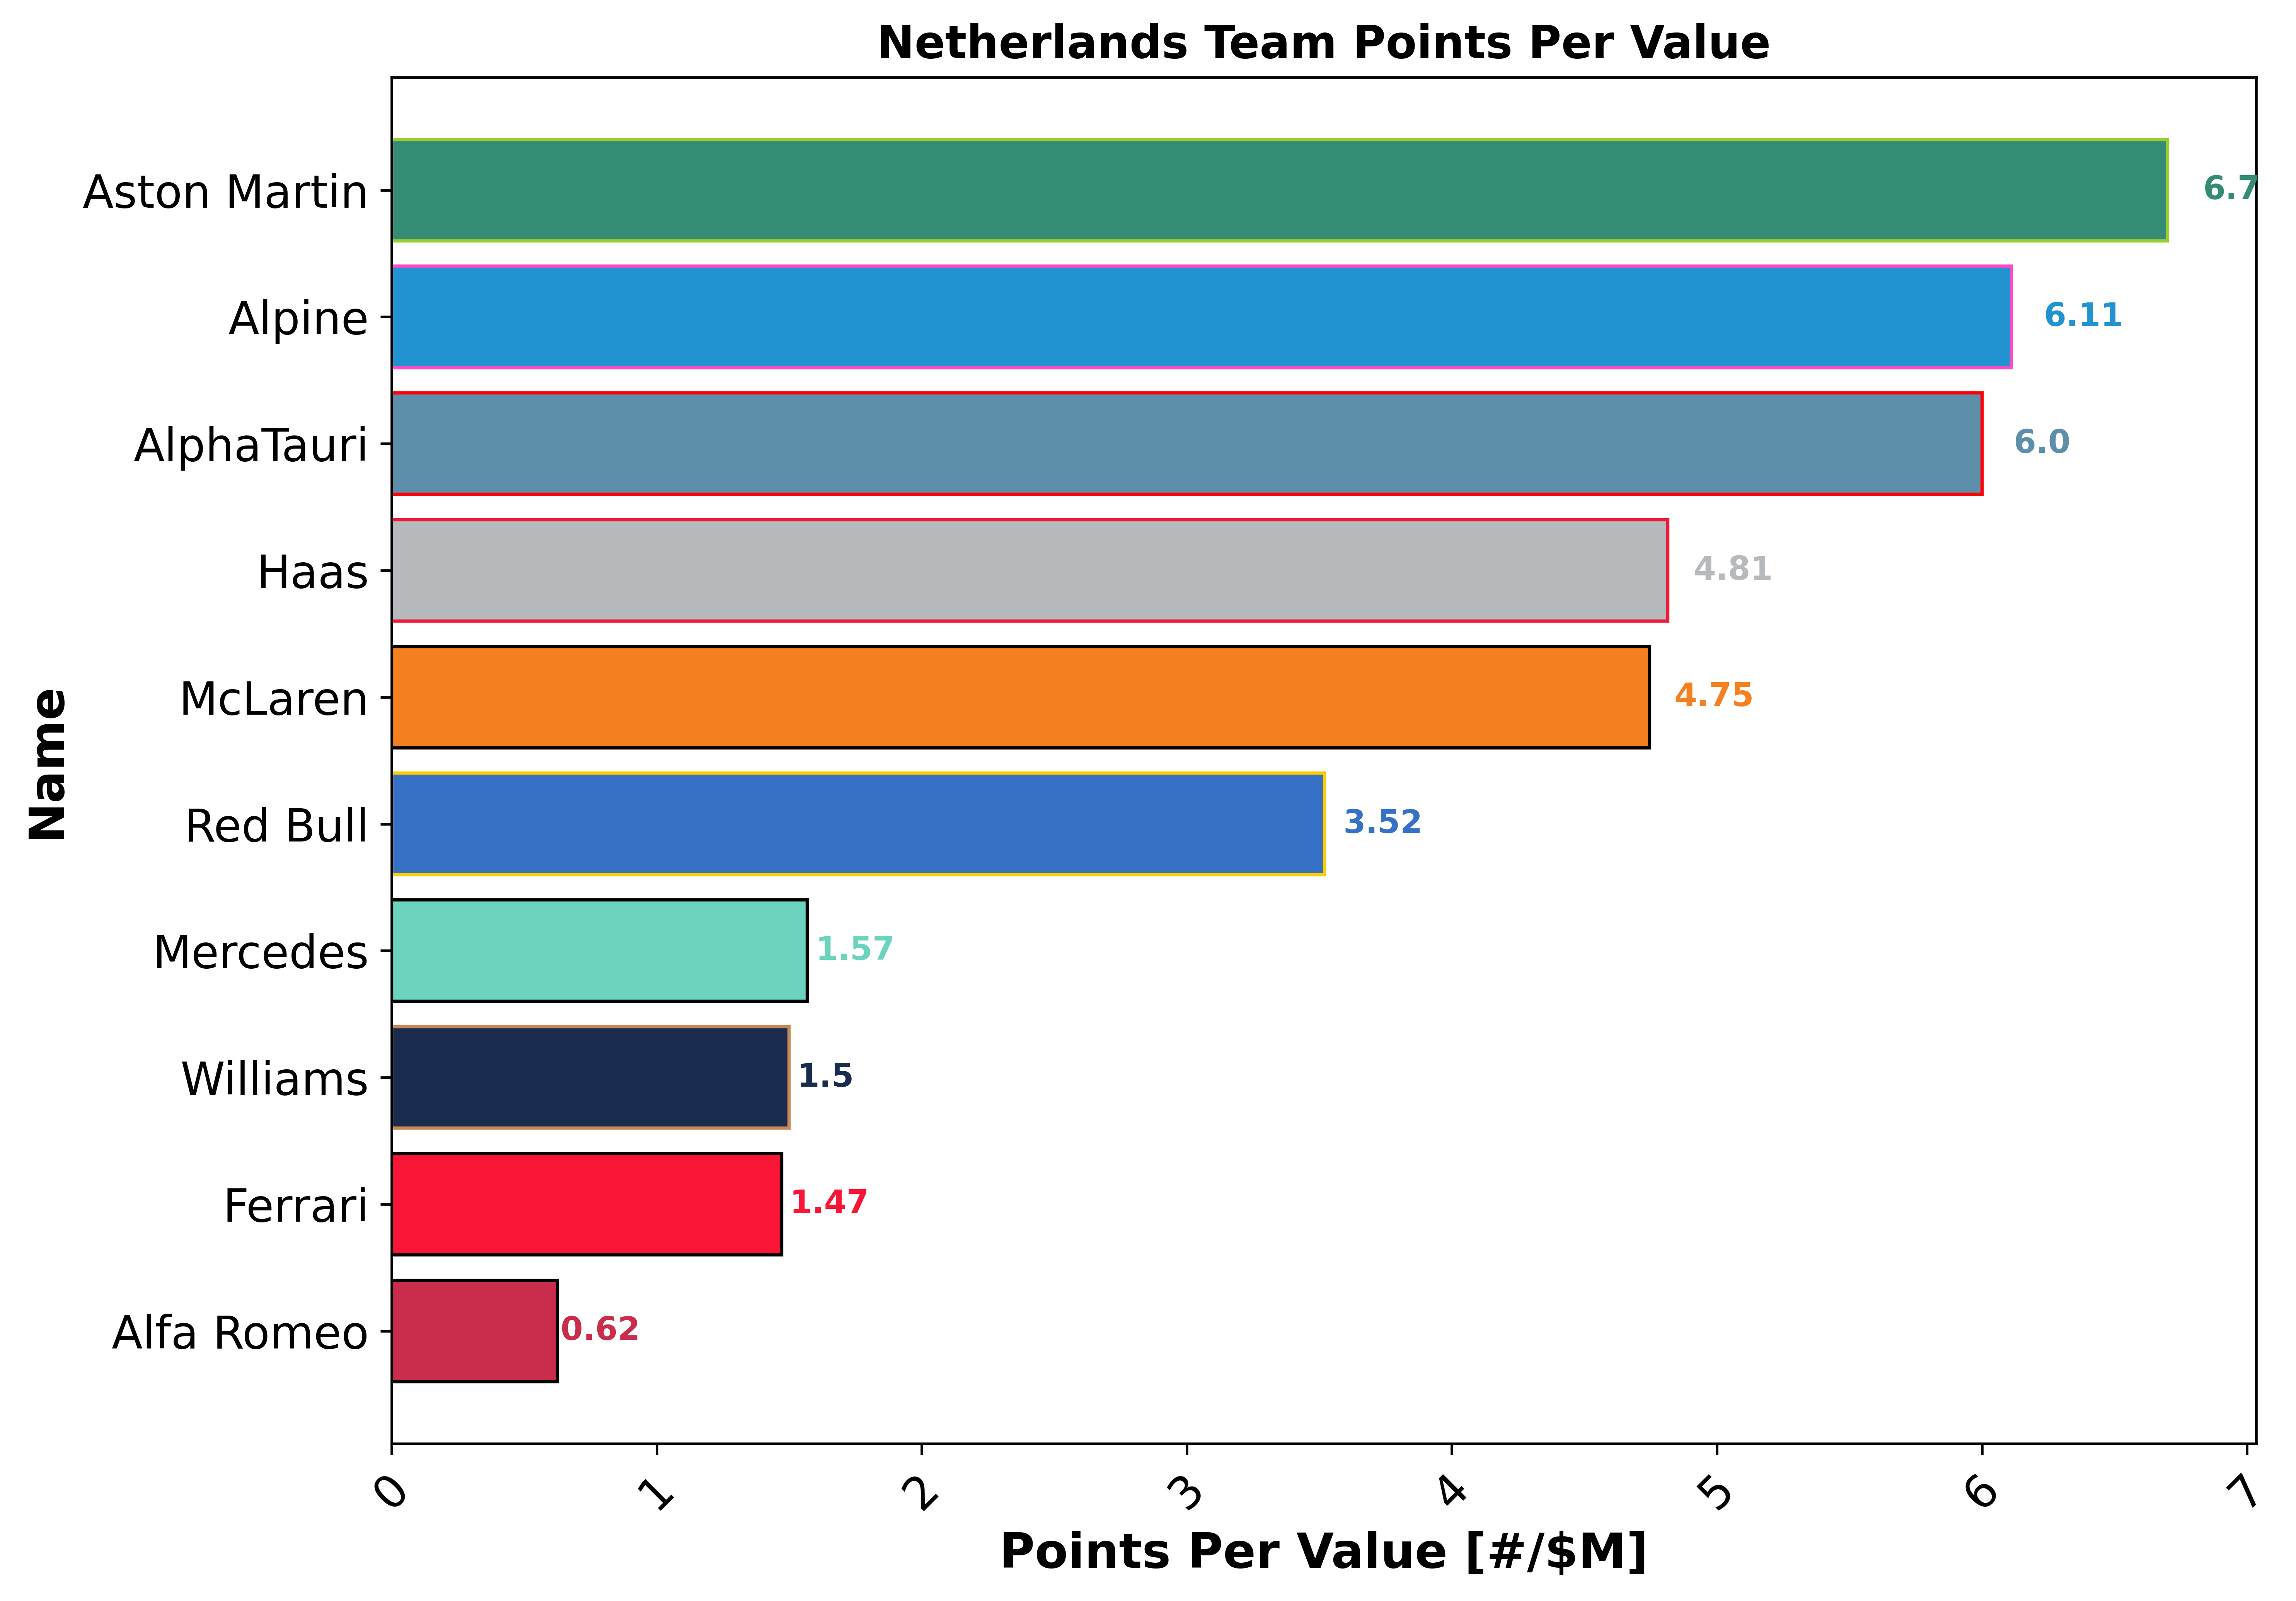 Netherlands Team Points Per Value
Aston Martin 6.7
Alpine 6.11
AlphaTauri 6.0
Haas 4.81
McLaren 4.75
Red Bull 3.52
Mercedes 1.57
Williams 1.5
Ferrari 1.47
Alfa Romeo 0.62
Name
0 1 2 3 4 5 6 7
Points Per Value [#/$M]